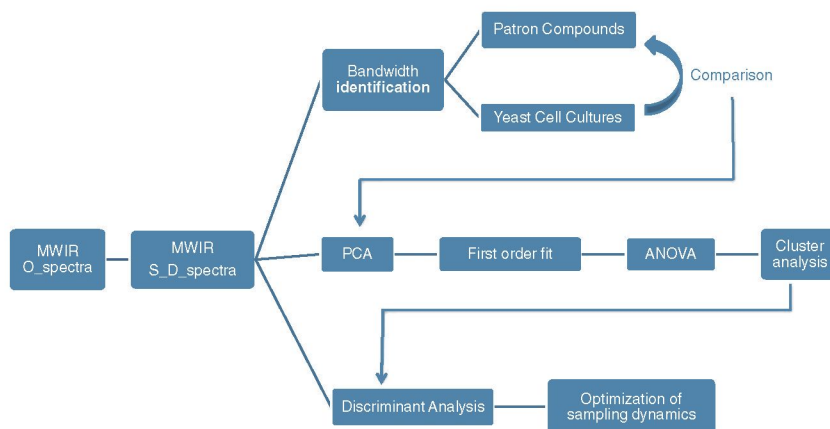 Patron Compounds
Bandwidth
identification
Comparison
Yeast Cell Cultures
MWIR
O_spectra
MWIR
S_D_spectra
PCA
First order fit
ANOVA
Cluster
analysis
Discriminant Analysis
Optimization of
sampling dynamics